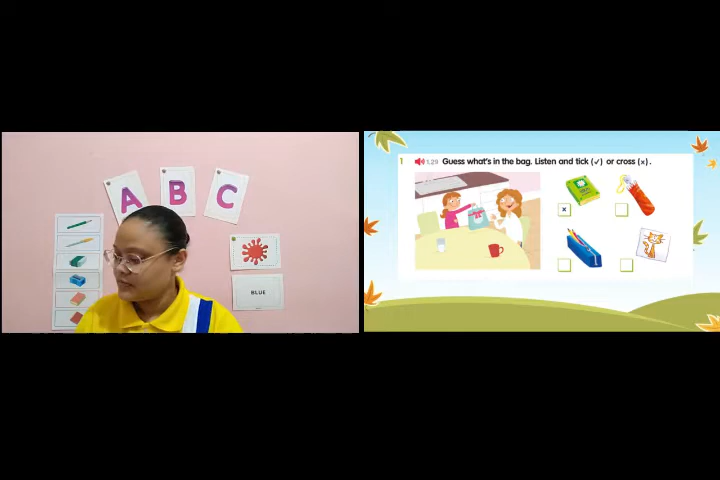 A B C
BLUE
1 1.29 Guess what's in the bag. Listen and tick (✓) or cross (x).
x